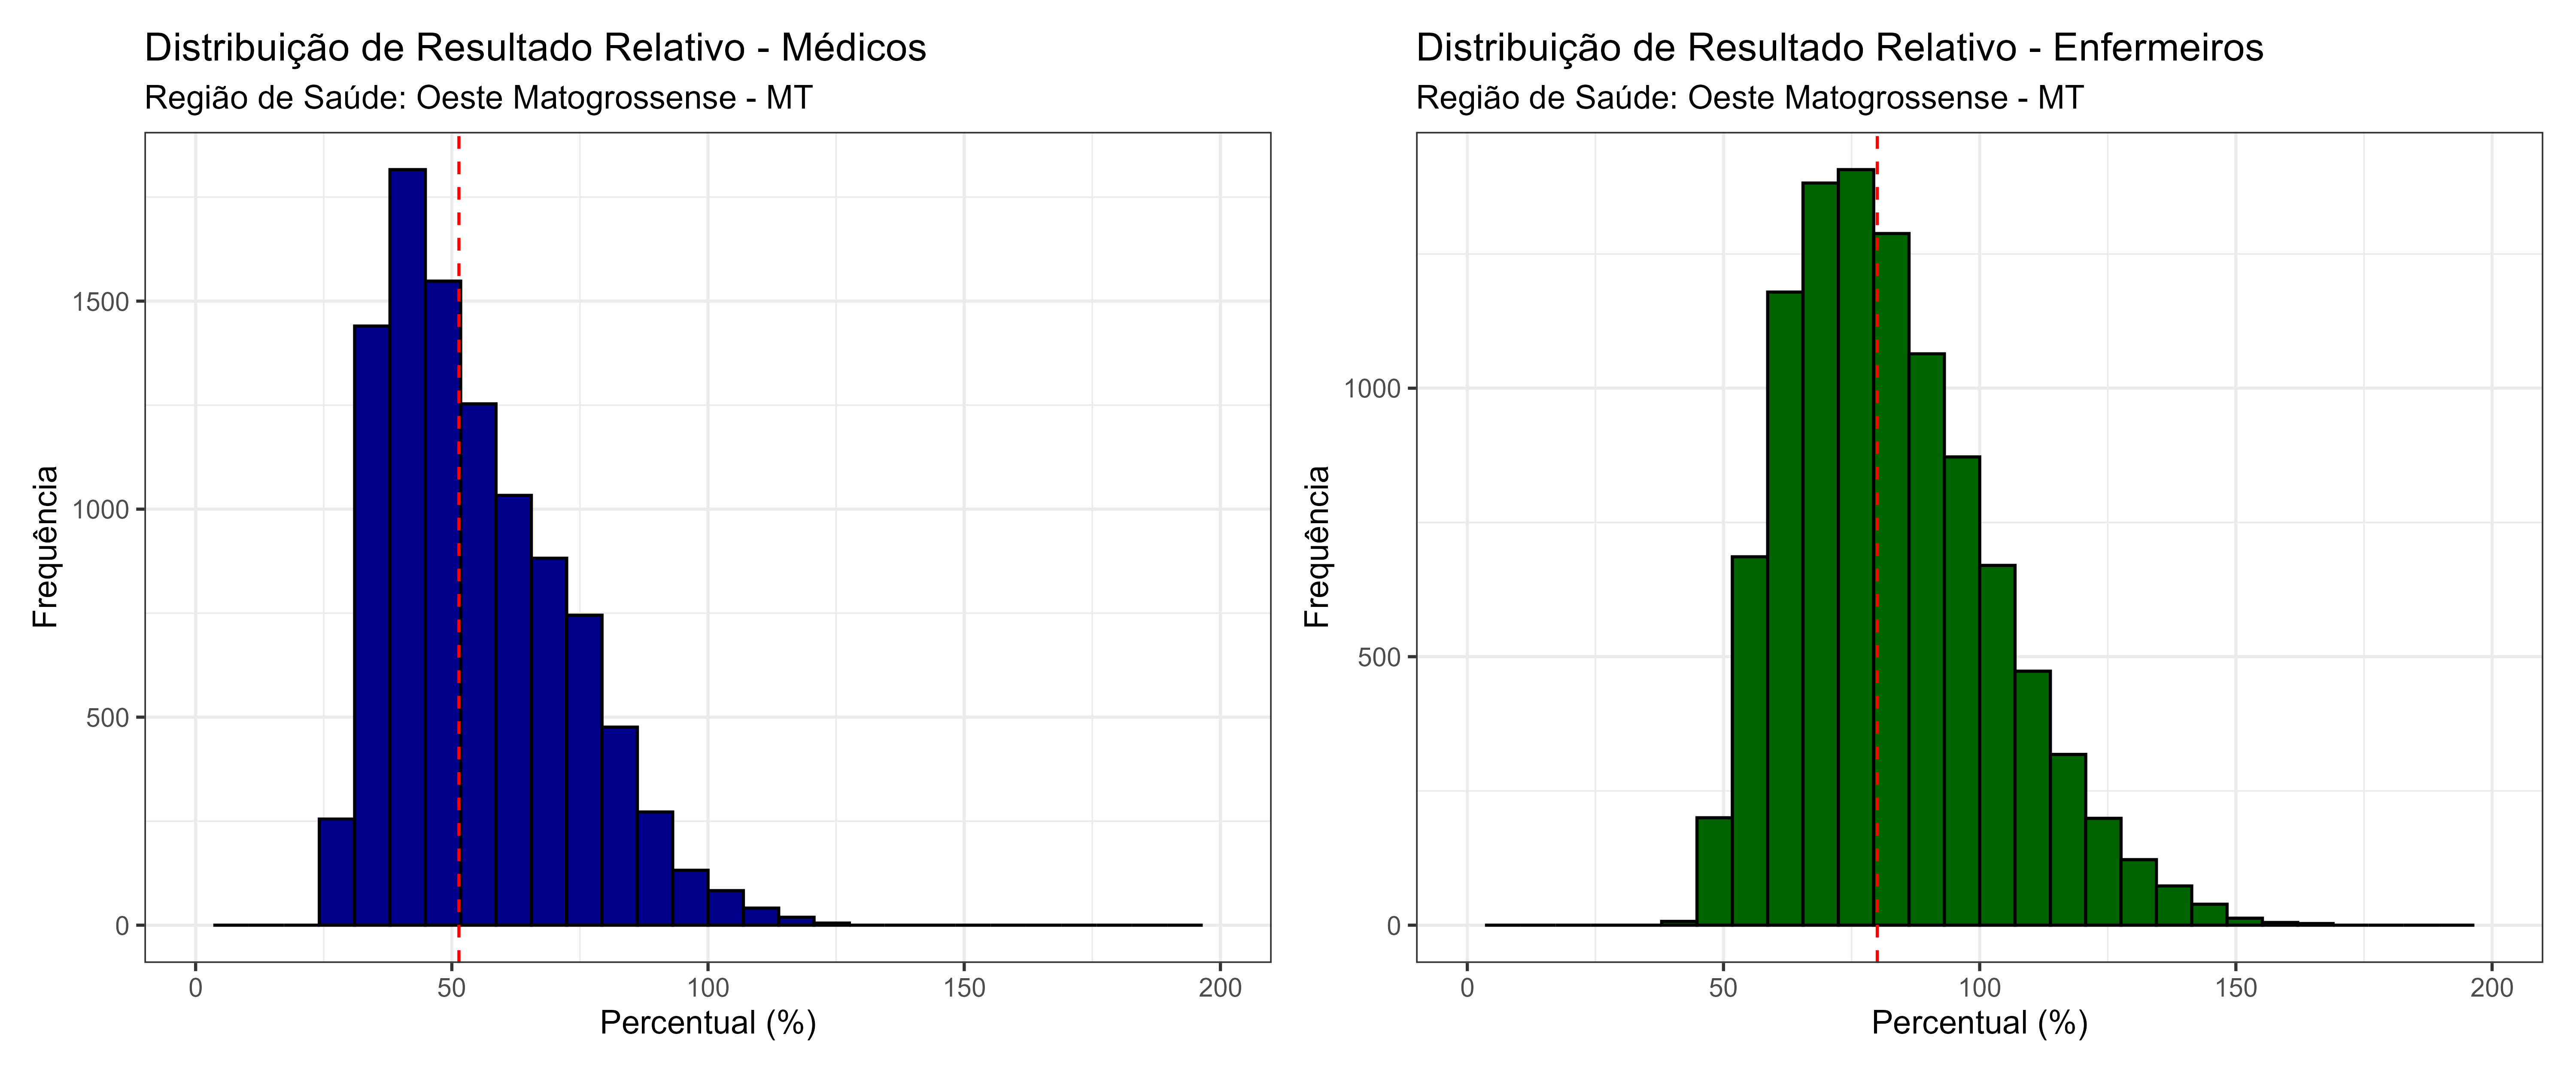 Distribuição de Resultado Relativo - Médicos
Região de Saúde: Oeste Matogrossense - MT
Frequência
1500
1000
500
0
0 50 100 150 200
Percentual (%)
Distribuição de Resultado Relativo - Enfermeiros
Região de Saúde: Oeste Matogrossense - MT
Frequência
1000
500
0
0 50 100 150 200
Percentual (%)